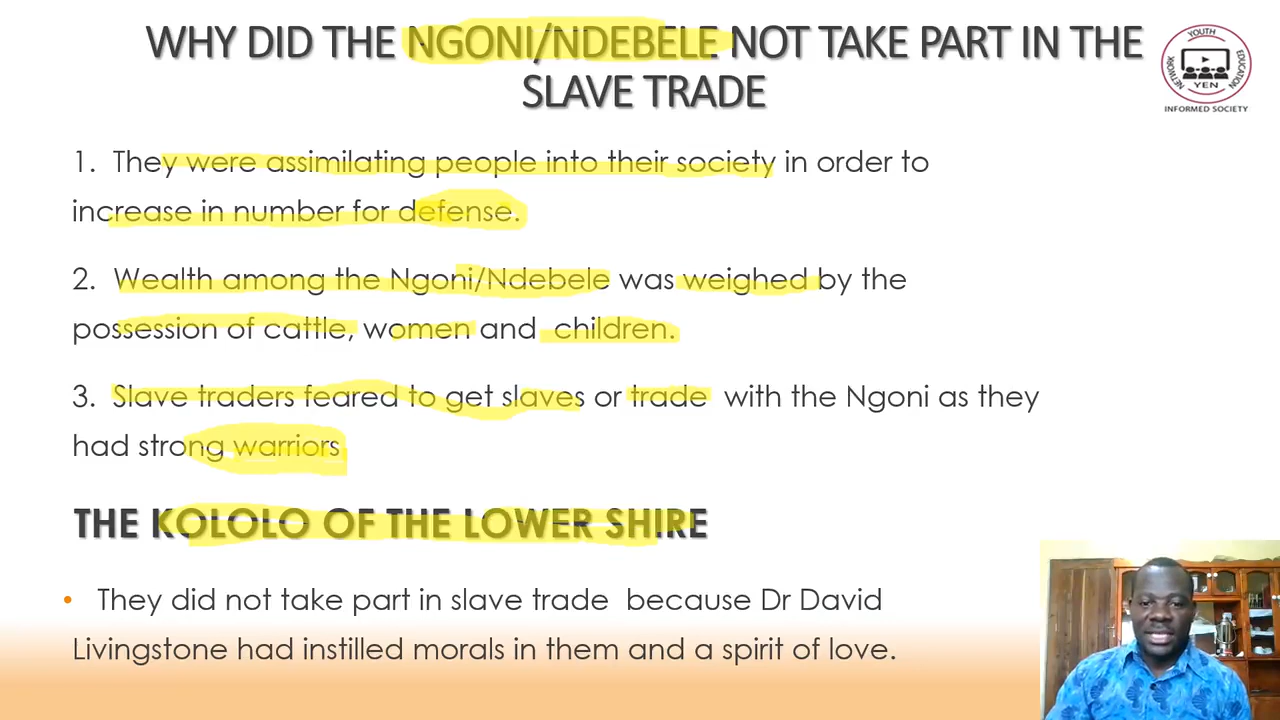 WHY DID THE NGONI/NDEBELE NOT TAKE PART IN THE
SLAVE TRADE
YOUTH
EDUCATION
NETWORK
YEN
INFORMED SOCIETY
1. They were assimilating people into their society in order to
increase in number for defense.
2. Wealth among the Ngoni/Ndebele was weighed by the
possession of cattle, women and children.
3. Slave traders feared to get slaves or trade with the Ngoni as they
had strong warriors
THE KOLOLO OF THE LOWER SHIRE
• They did not take part in slave trade because Dr David
Livingstone had instilled morals in them and a spirit of love.